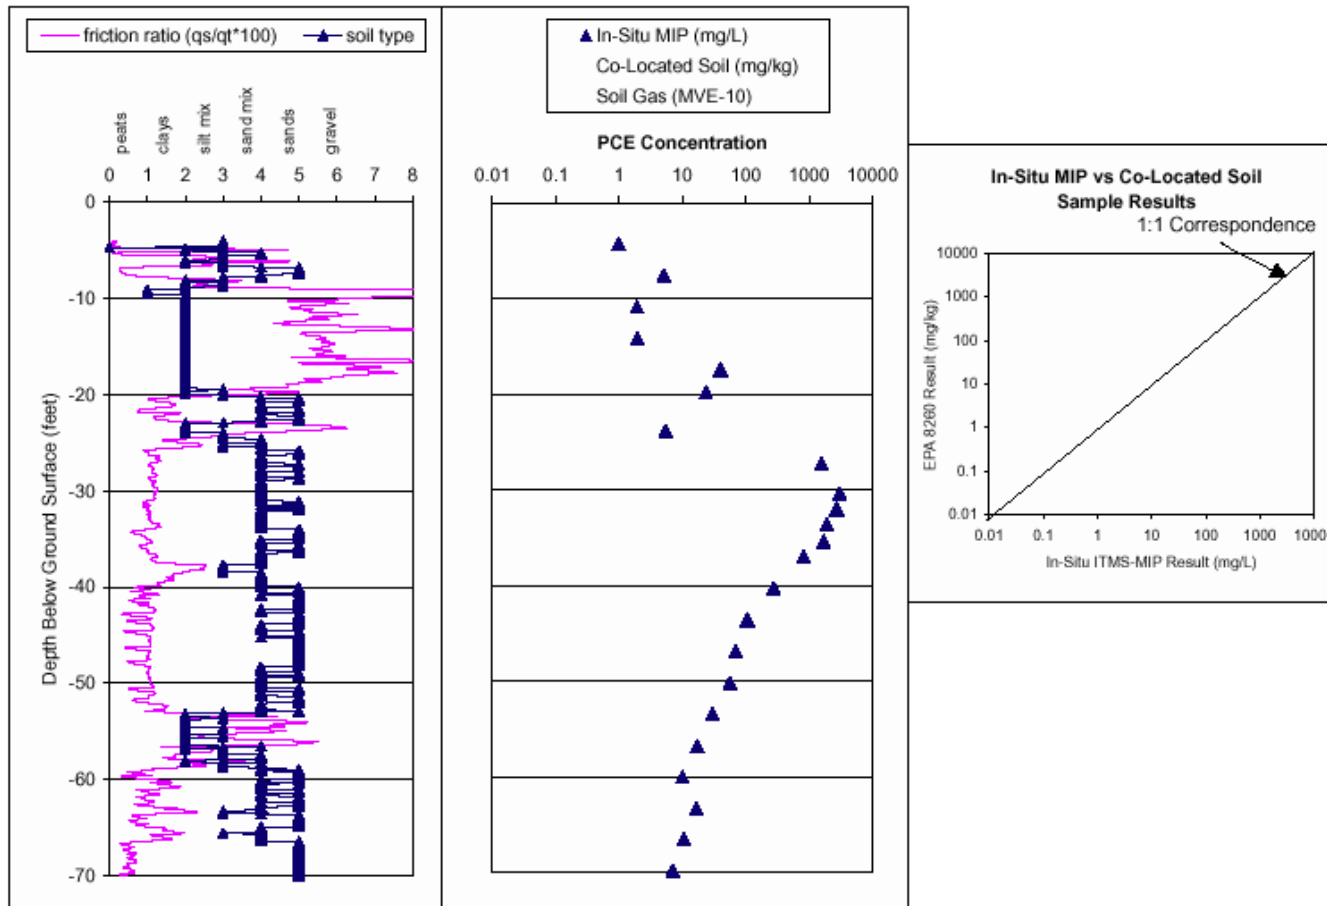 friction ratio (qs/qt*100) soil type
peats
clays
silt mix
sand mix
sands
gravel
0 1 2 3 4 5 6 7 8
0
-10
-20
-30
-40
-50
-60
-70
Depth Below Ground Surface (feet)
In-Situ MIP (mg/L)
Co-Located Soil (mg/kg)
Soil Gas (MVE-10)
PCE Concentration
0.01 0.1 1 10 100 1000 10000
In-Situ MIP vs Co-Located Soil
Sample Results
1:1 Correspondence
EPA 8260 Result (mg/kg)
10000
1000
100
10
1
0.1
0.01
0.01 0.1 1 10 100 1000 1000
In-Situ ITMS-MIP Result (mg/L)